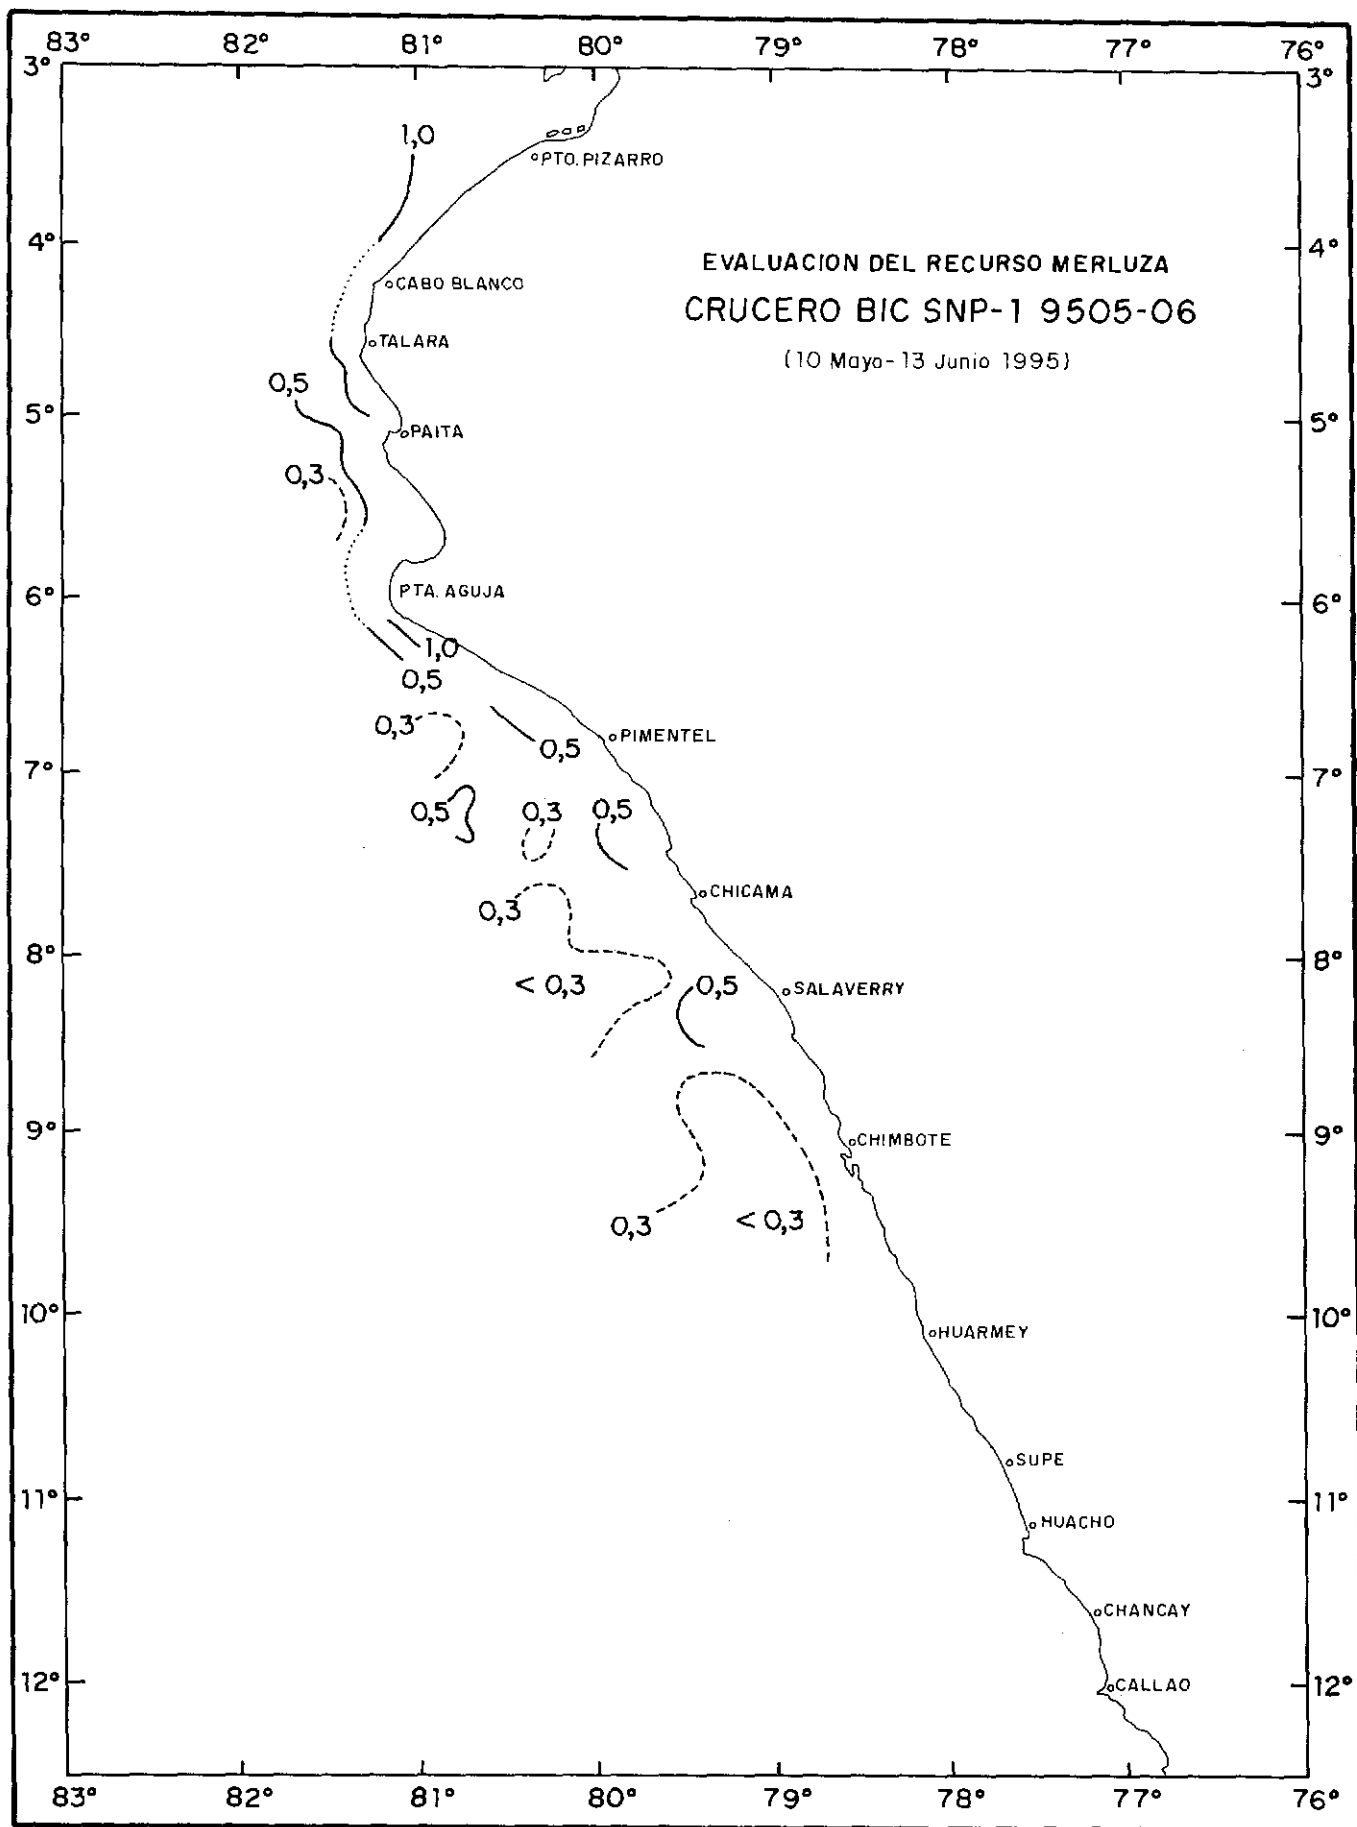 83° 82° 81° 80° 79° 78° 77° 76°
3° 3°
1,0
PTO. PIZARRO
4° 4°
EVALUACION DEL RECURSO MERLUZA
CABO BLANCO
CRUCERO BIC SNP-1 9505-06
TALARA
(10 Mayo-13 Junio 1995)
0,5
5° 5°
PAITA
0,3
PTA. AGUJA
6° 6°
1,0
0,5
0,3
PIMENTEL
0,5
7° 7°
0,5 0,3 0,5
CHICAMA
0,3
8° 8°
< 0,3 0,5
SALAVERRY
9° 9°
CHIMBOTE
0,3 < 0,3
10° 10°
HUARMEY
SUPE
11° 11°
HUACHO
CHANCAY
12° 12°
CALLAO
83° 82° 81° 80° 79° 78° 77° 76°